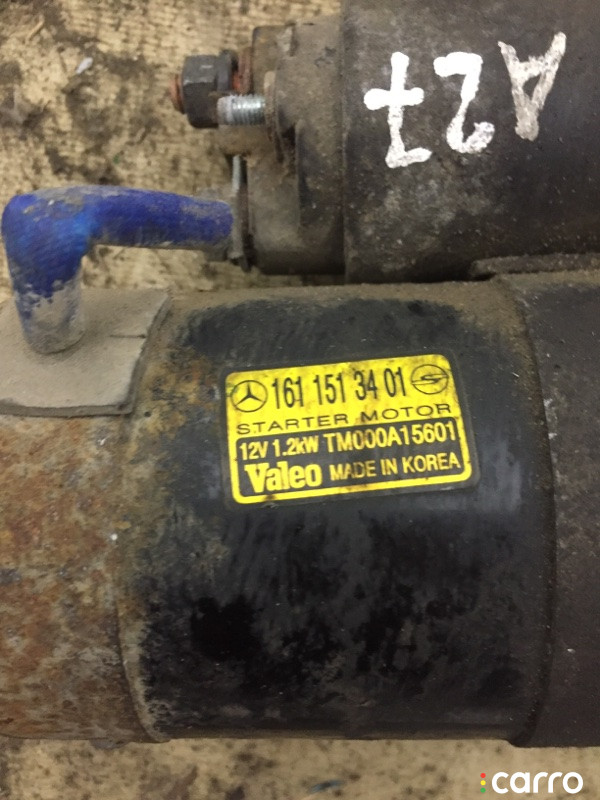 A27
161 151 34 01
STARTER MOTOR
12V 1.2kW TM000A15601
Valeo MADE IN KOREA
carro